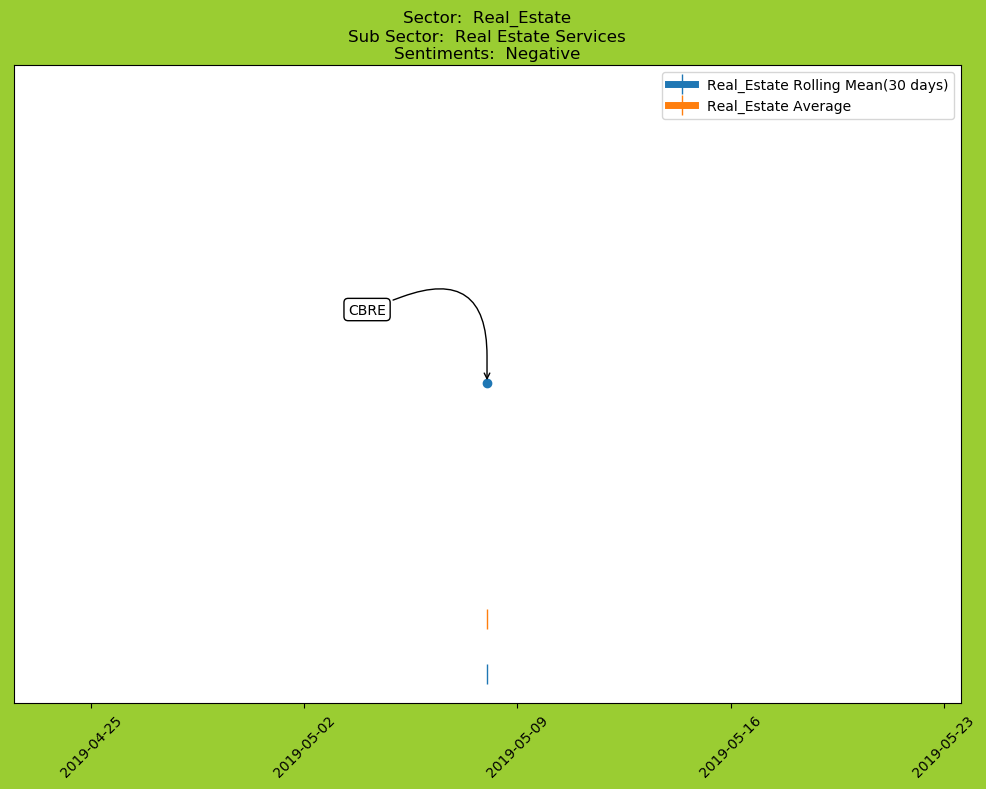 Sector:  Real_Estate
Sub Sector:  Real Estate Services
Sentiments:  Negative
Real_Estate Rolling Mean(30 days)
Real_Estate Average
CBRE
2019-04-25
2019-05-02
2019-05-09
2019-05-16
2019-05-23